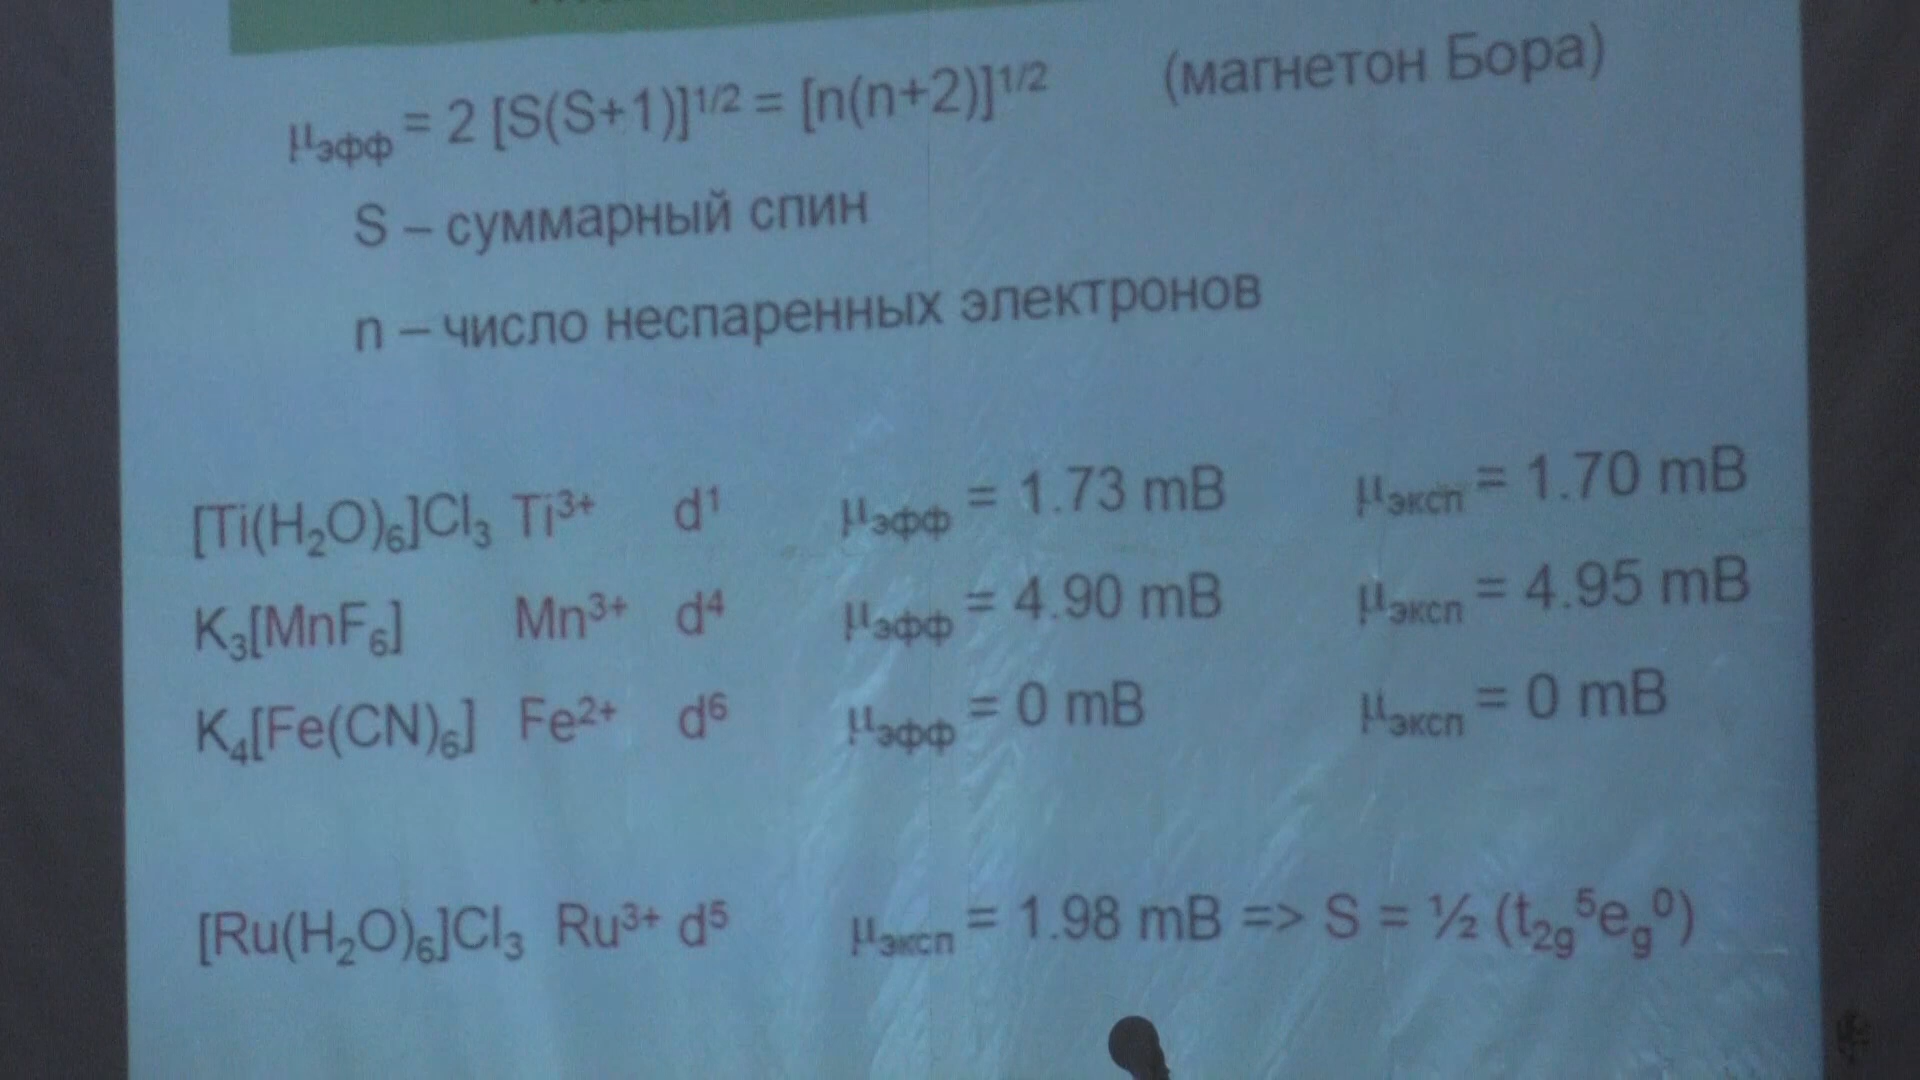 μэфф = 2 [S(S+1)]1/2 = [n(n+2)]1/2 (магнетон Бора)
S – суммарный спин
n – число неспаренных электронов
[Ti(H2O)6]Cl3 Ti3+ d1 μэфф = 1.73 mB μэксп = 1.70 mB
K3[MnF6] Mn3+ d4 μэфф = 4.90 mB μэксп = 4.95 mB
K4[Fe(CN)6] Fe2+ d6 μэфф = 0 mB μэксп = 0 mB
[Ru(H2O)6]Cl3 Ru3+ d5 μэксп = 1.98 mB => S = ½ (t2g5eg0)